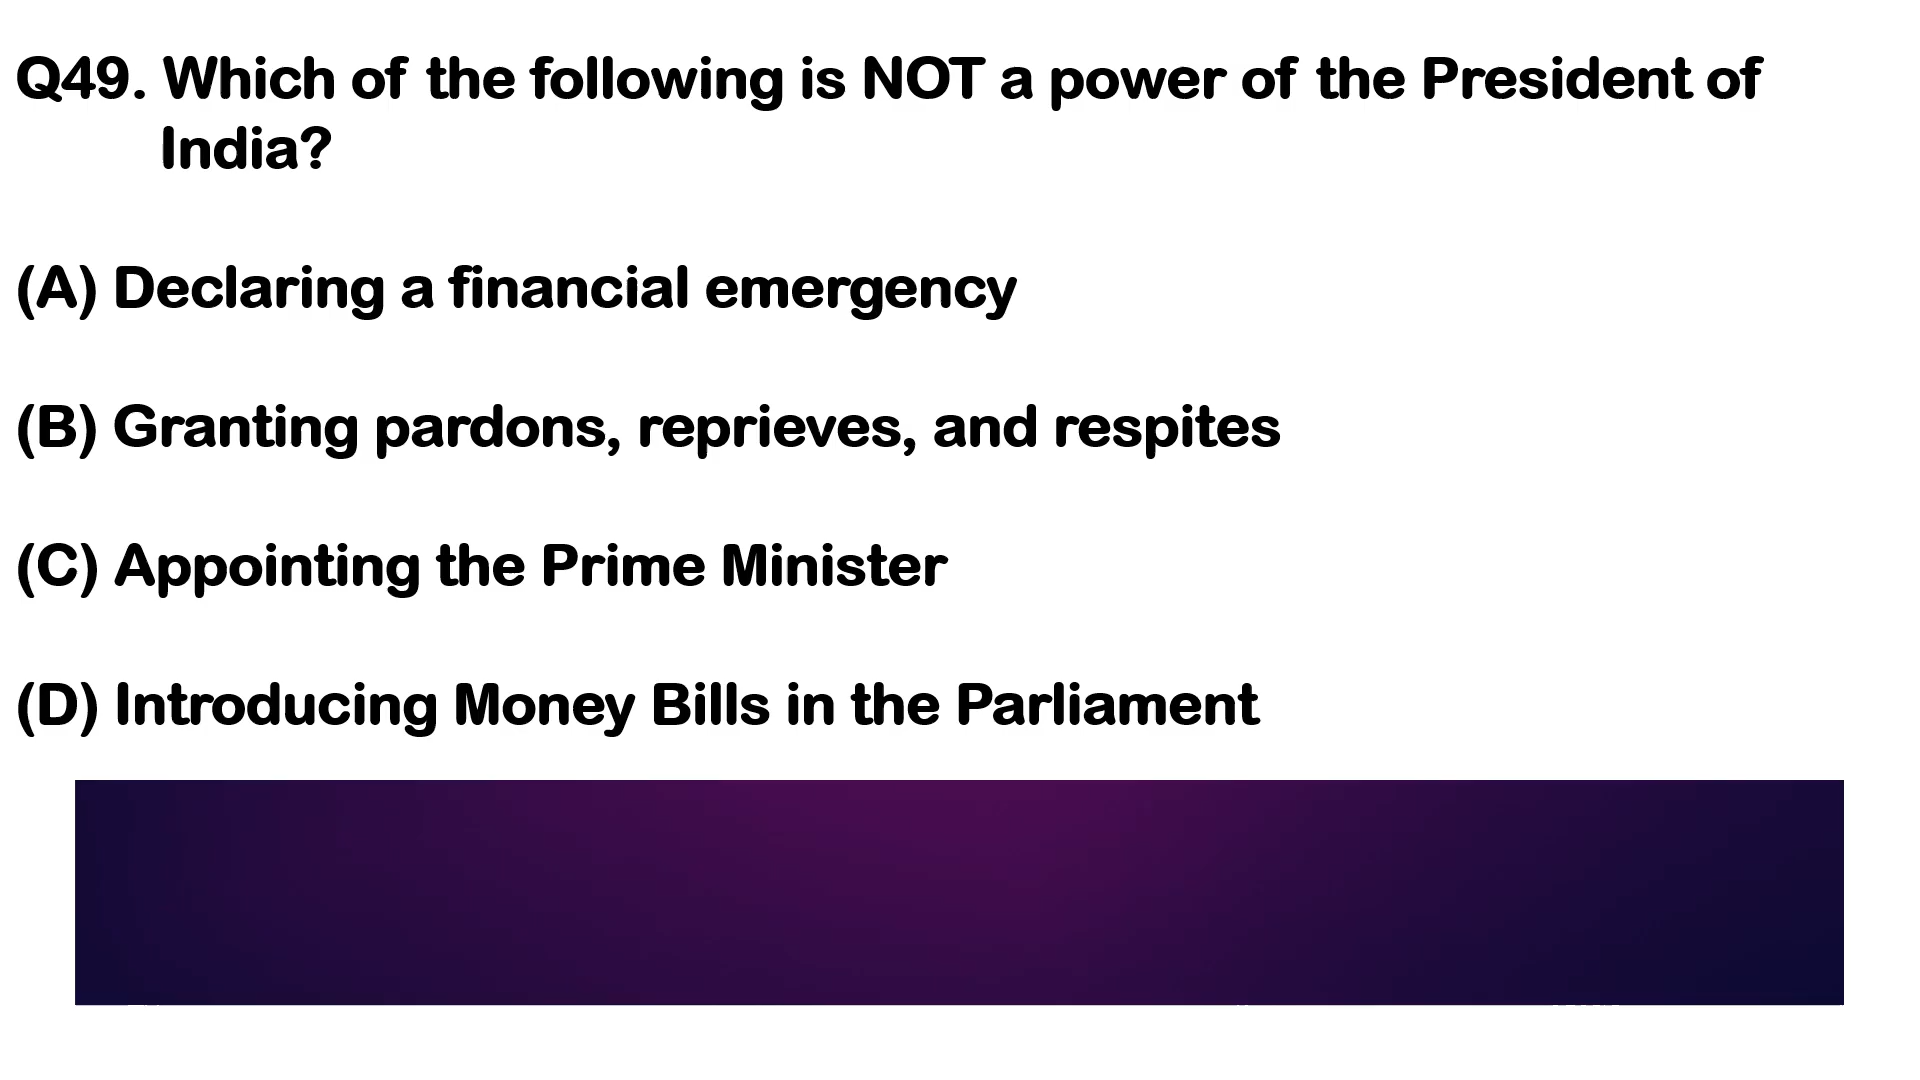 Q49. Which of the following is NOT a power of the President of
India?
(A) Declaring a financial emergency
(B) Granting pardons, reprieves, and respites
(C) Appointing the Prime Minister
(D) Introducing Money Bills in the Parliament